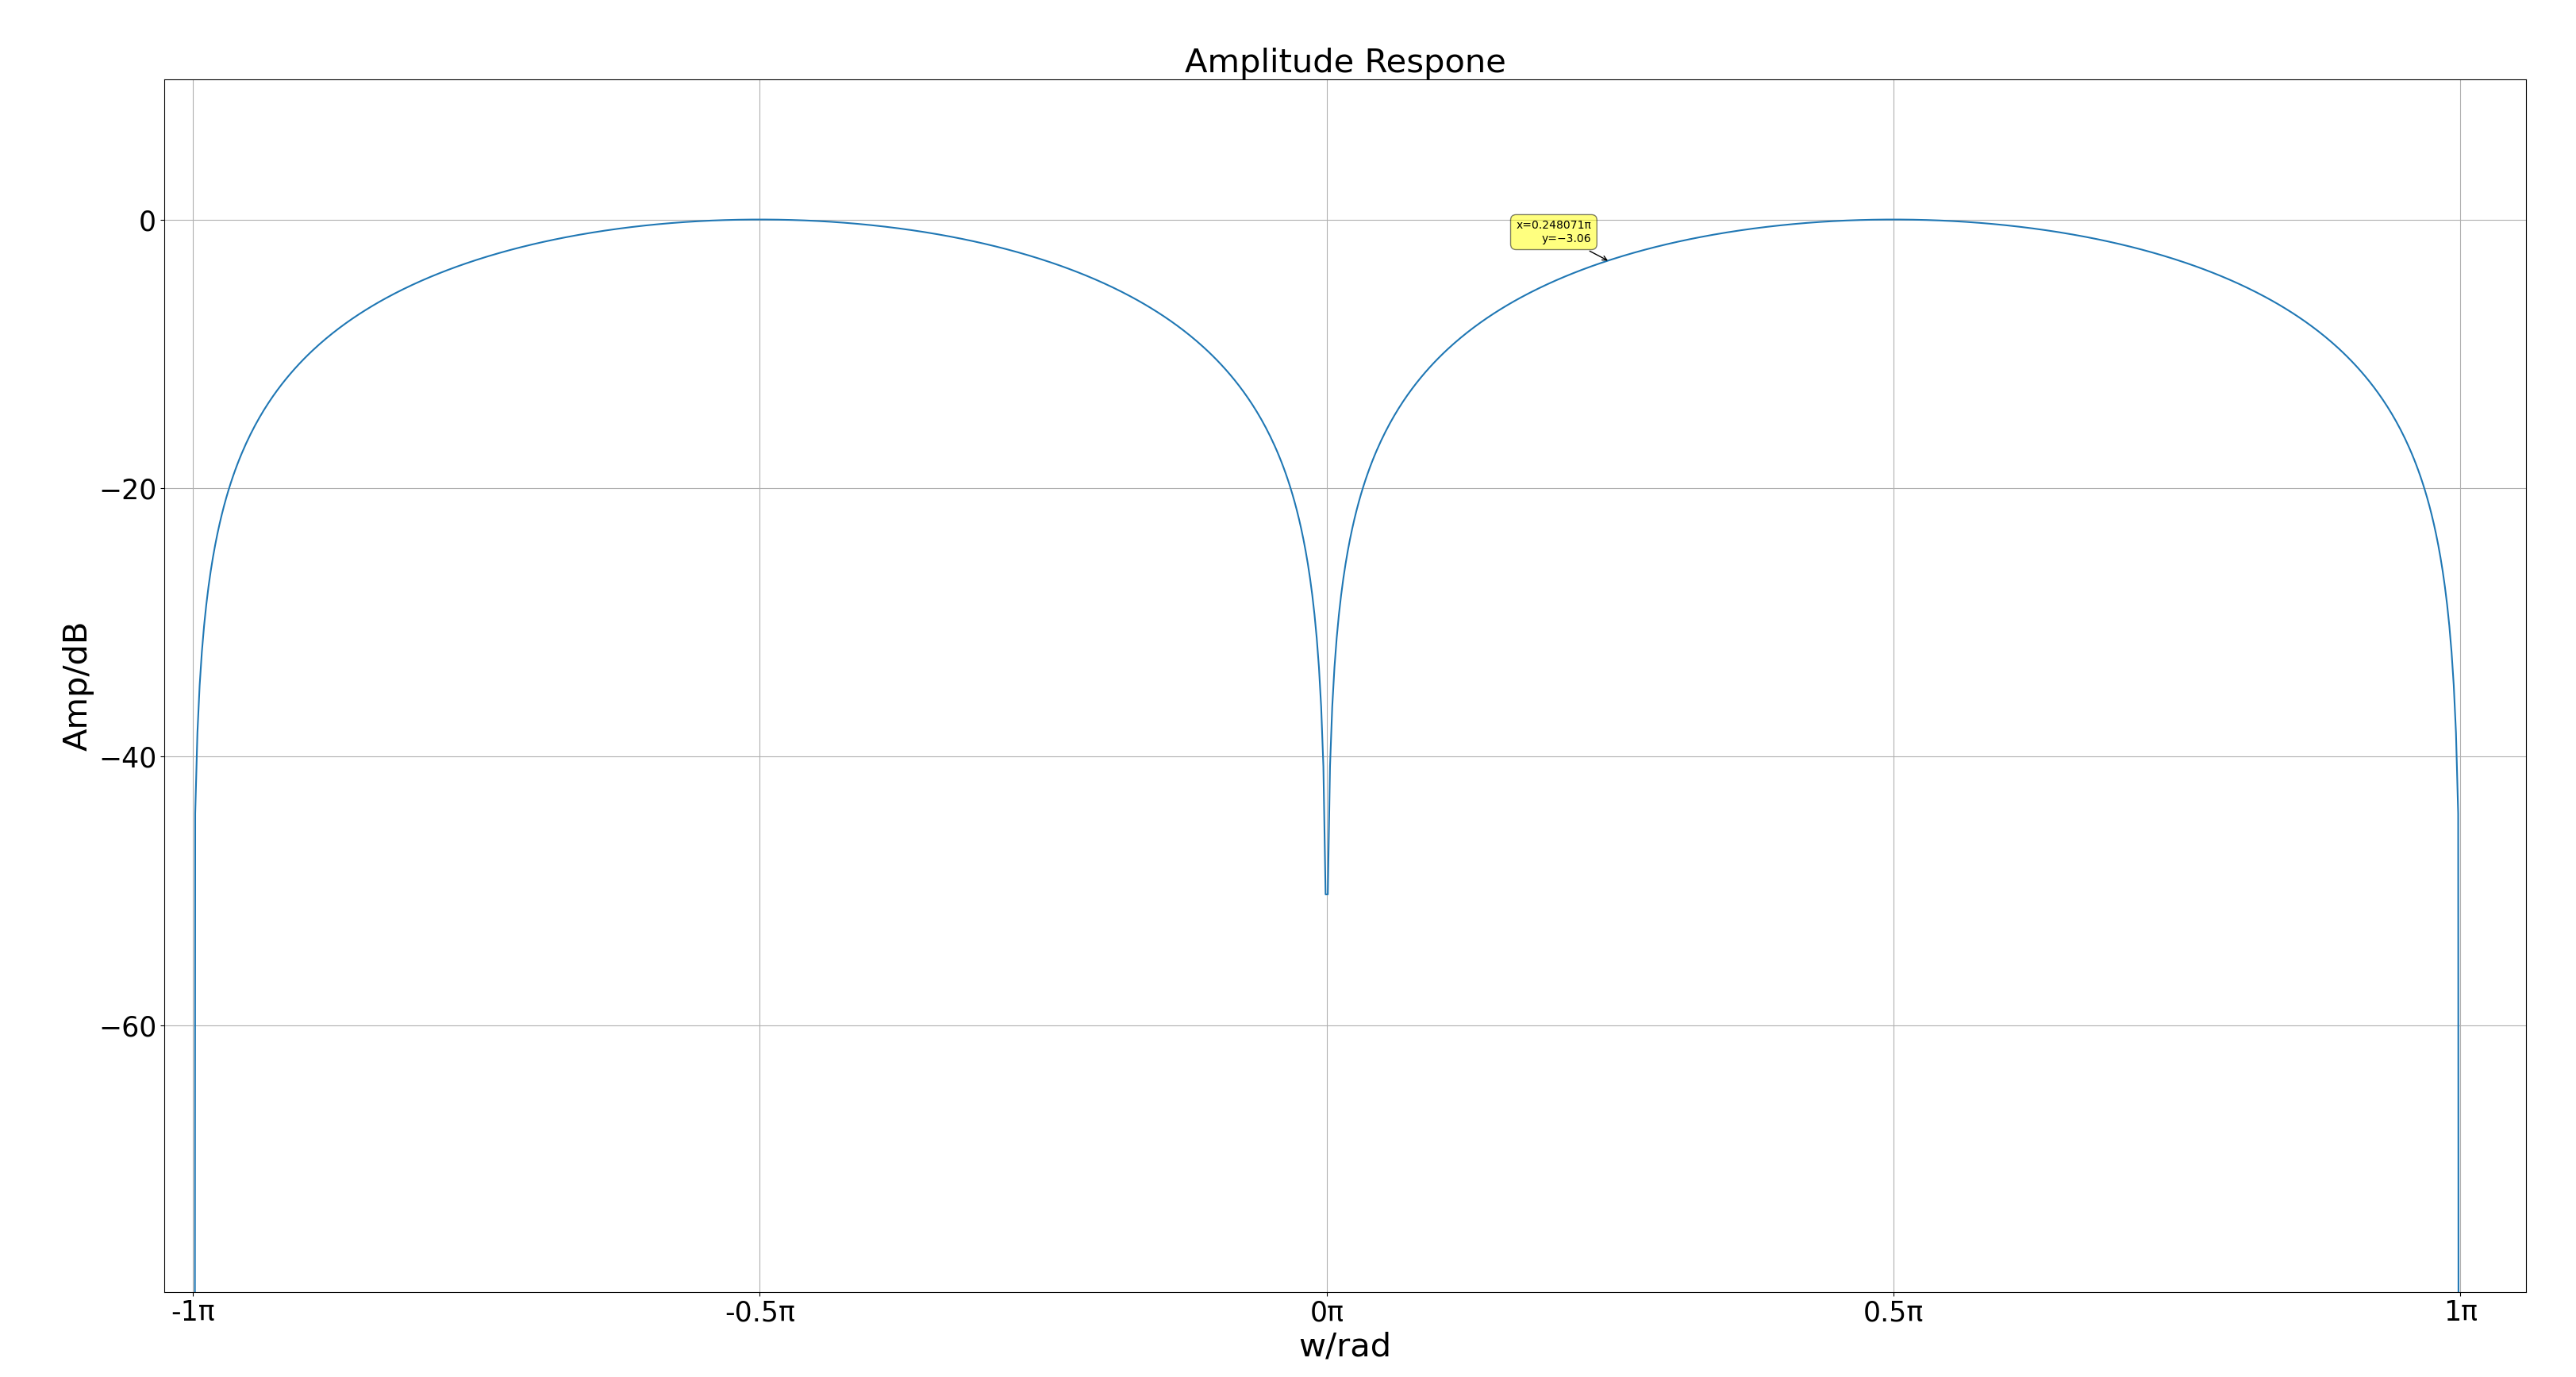 Amplitude Respone
0
x=0.248071π
y=−3.06
−20
−40
−60
Amp/dB
-1π
-0.5π
0π
0.5π
1π
w/rad